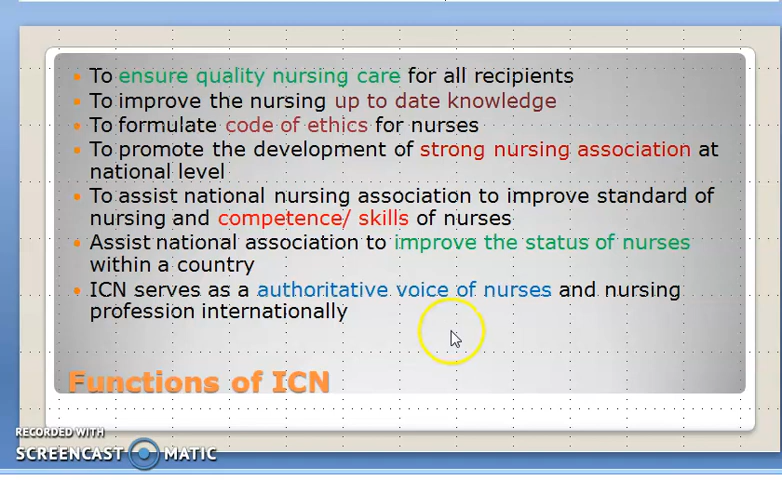 To ensure quality nursing care for all recipients
To improve the nursing up to date knowledge
To formulate code of ethics for nurses
To promote the development of strong nursing association at
national level
To assist national nursing association to improve standard of
nursing and competence/ skills of nurses
Assist national association to improve the status of nurses
within a country
ICN serves as a authoritative voice of nurses and nursing
profession internationally
Functions of ICN
RECORDED WITH
SCREENCAST MATIC